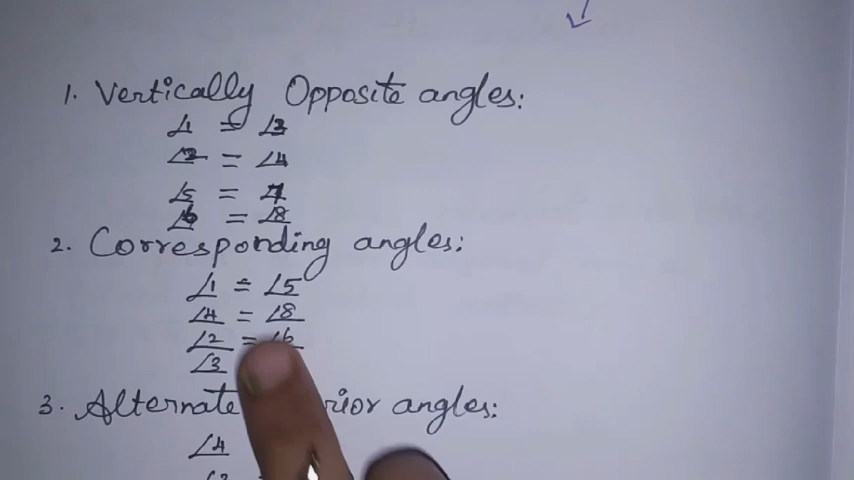 1. Vertically Opposite angles:
∠1 = ∠3
∠2 = ∠4
∠5 = ∠7
∠6 = ∠8
2. Corresponding angles:
∠1 = ∠5
∠4 = ∠8
∠2 = ∠6
∠3
3. Alternate angles:
∠4